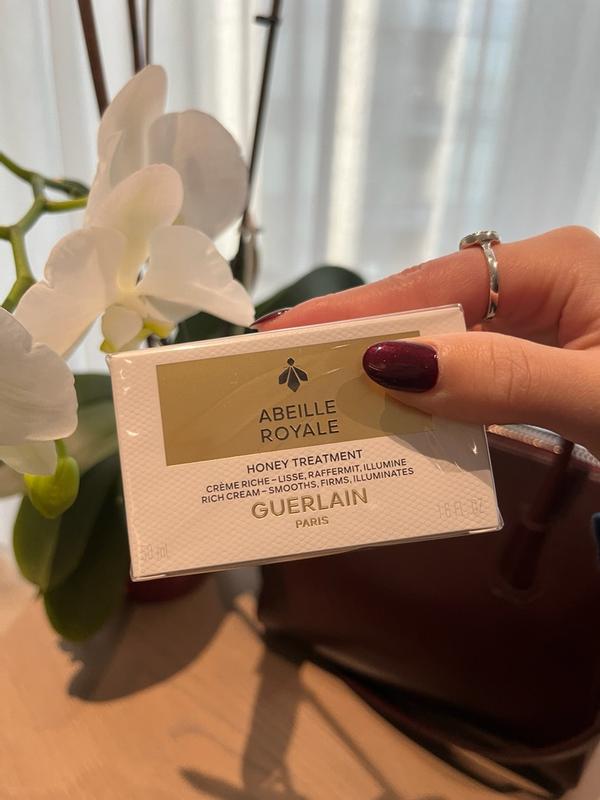 ABEILLE
ROYALE
HONEY TREATMENT
CRÈME RICHE – LISSE, RAFFERMIT, ILLUMINE
RICH CREAM – SMOOTHS, FIRMS, ILLUMINATES
GUERLAIN
PARIS
50 mL
1.6 FL. OZ